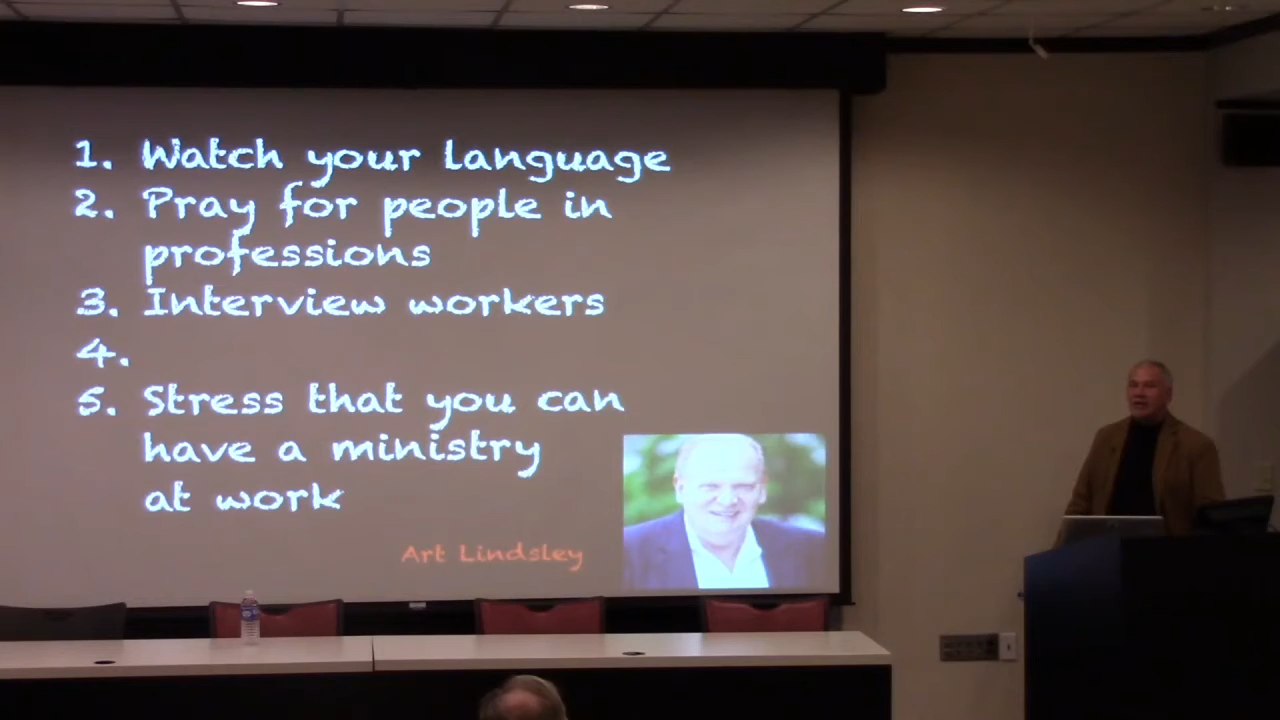 1. Watch your language
2. Pray for people in
professions
3. Interview workers
4.
5. Stress that you can
have a ministry
at work
Art Lindsley